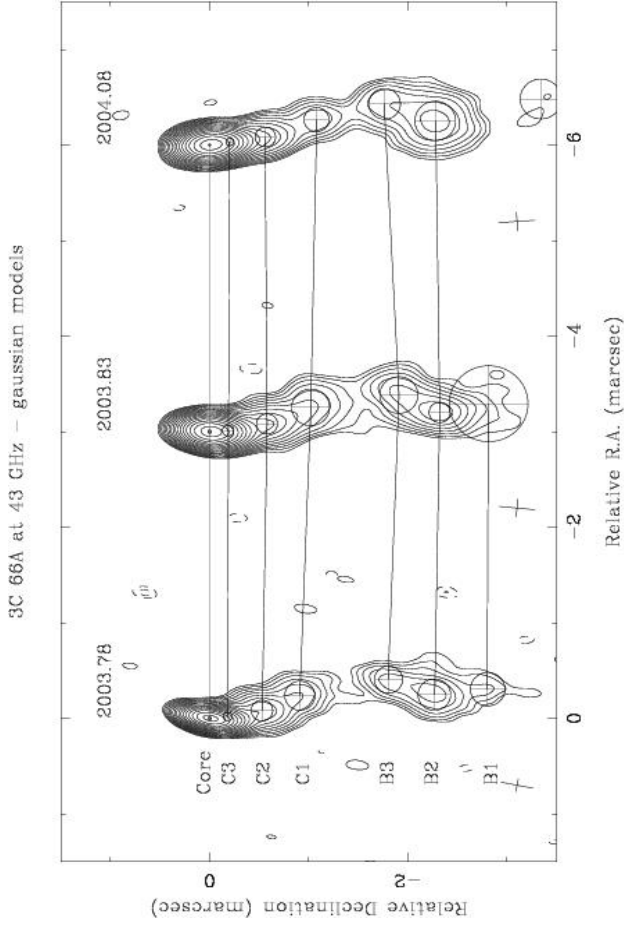 3C 66A at 43 GHz – gaussian models
2003.78 2003.83 2004.08
Core
C3
C2
C1
B3
B2
B1
0
-2
Relative Declination (marcsec)
0 -2 -4 -6
Relative R.A. (marcsec)